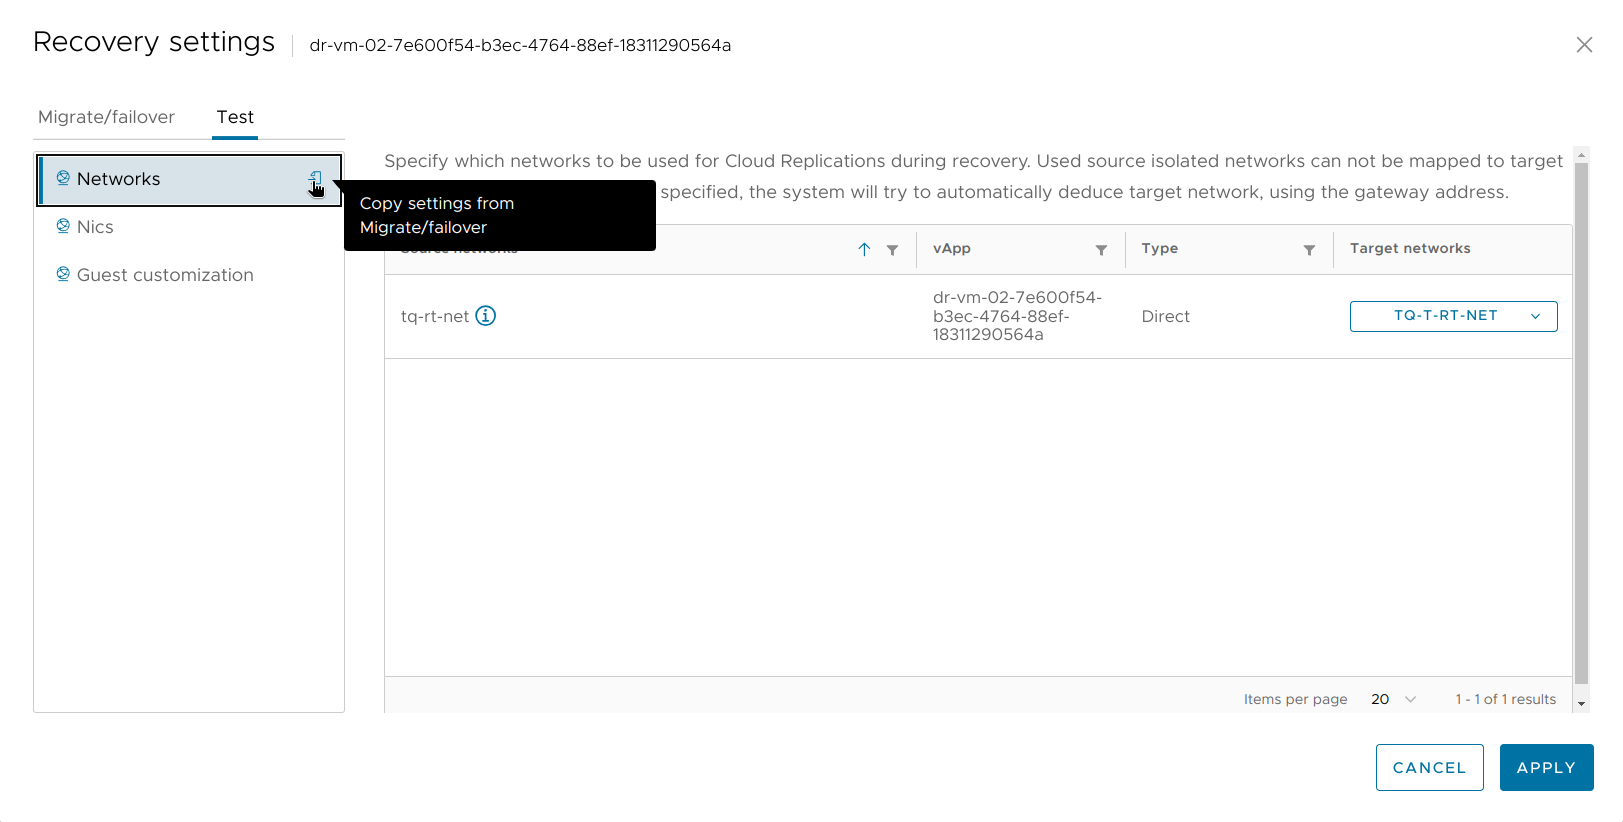 Recovery settings
dr-vm-02-7e600f54-b3ec-4764-88ef-18311290564a
Migrate/failover
Test
Networks
Nics
Guest customization
Copy settings from
Migrate/failover
Specify which networks to be used for Cloud Replications during recovery. Used source isolated networks can not be mapped to target
specified, the system will try to automatically deduce target network, using the gateway address.
Source networks
vApp
Type
Target networks
tq-rt-net
dr-vm-02-7e600f54-
b3ec-4764-88ef-
18311290564a
Direct
TQ-T-RT-NET
Items per page
20
1 - 1 of 1 results
CANCEL
APPLY